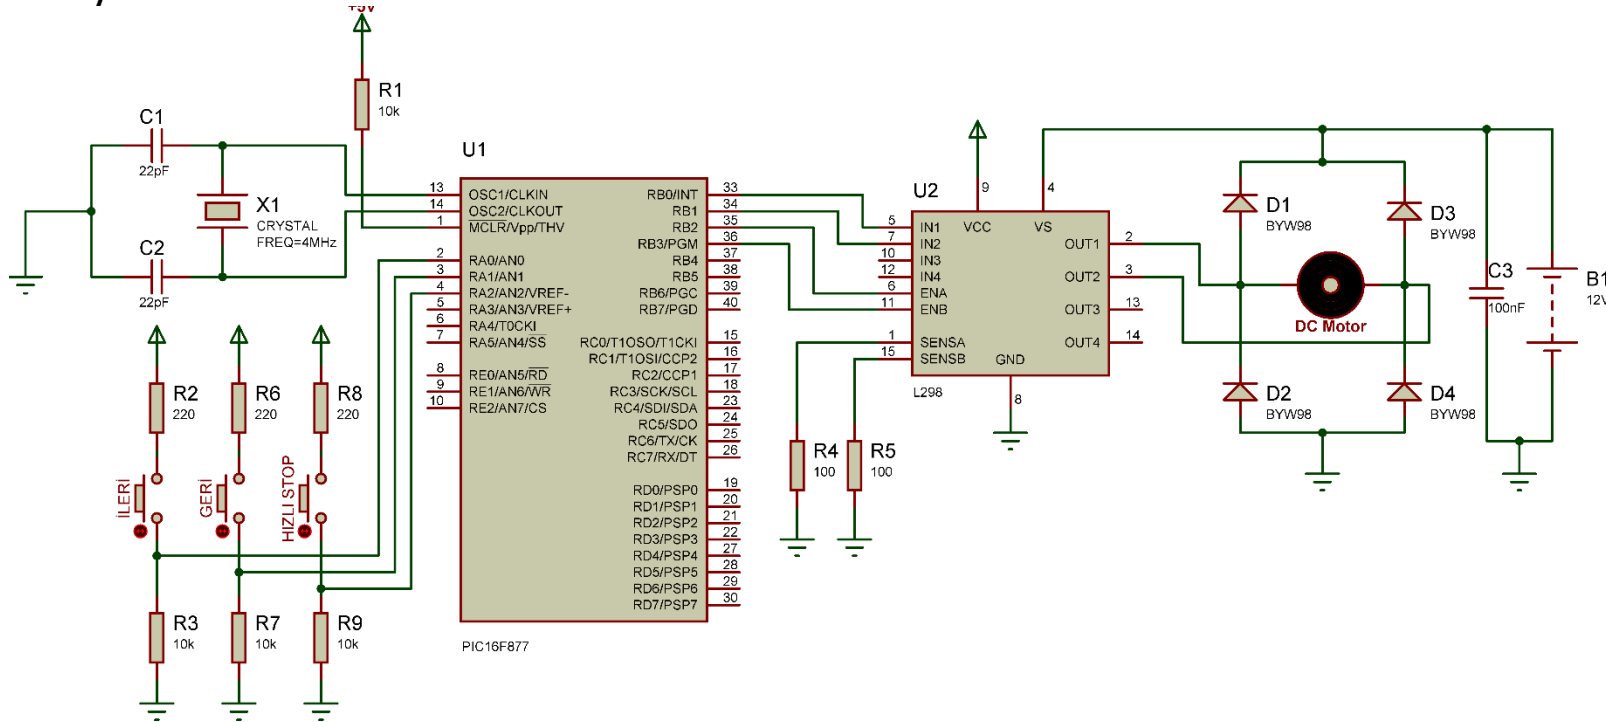 +5V
R1
10k
C1
22pF
X1
CRYSTAL
FREQ=4MHz
C2
22pF
U1
13 OSC1/CLKIN RB0/INT 33
14 OSC2/CLKOUT RB1 34
1 MCLR/Vpp/THV RB2 35
RB3/PGM 36
2 RA0/AN0 RB4 37
3 RA1/AN1 RB5 38
4 RA2/AN2/VREF- RB6/PGC 39
5 RA3/AN3/VREF+ RB7/PGD 40
6 RA4/T0CKI
7 RA5/AN4/SS RC0/T1OSO/T1CKI 15
RC1/T1OSI/CCP2 16
8 RE0/AN5/RD RC2/CCP1 17
9 RE1/AN6/WR RC3/SCK/SCL 18
10 RE2/AN7/CS RC4/SDI/SDA 23
RC5/SDO 24
RC6/TX/CK 25
RC7/RX/DT 26
RD0/PSP0 19
RD1/PSP1 20
RD2/PSP2 21
RD3/PSP3 22
RD4/PSP4 27
RD5/PSP5 28
RD6/PSP6 29
RD7/PSP7 30
PIC16F877
R2
220
R6
220
R8
220
İLERİ
GERİ
HIZLI STOP
R3
10k
R7
10k
R9
10k
U2
9 4
VCC VS
5 IN1 OUT1 2
7 IN2
10 IN3 OUT2 3
12 IN4
6 ENA
11 ENB OUT3 13
1 SENSA OUT4 14
15 SENSB GND
8
L298
R4
100
R5
100
D1
BYW98
D3
BYW98
DC Motor
D2
BYW98
D4
BYW98
C3
100nF
B1
12V